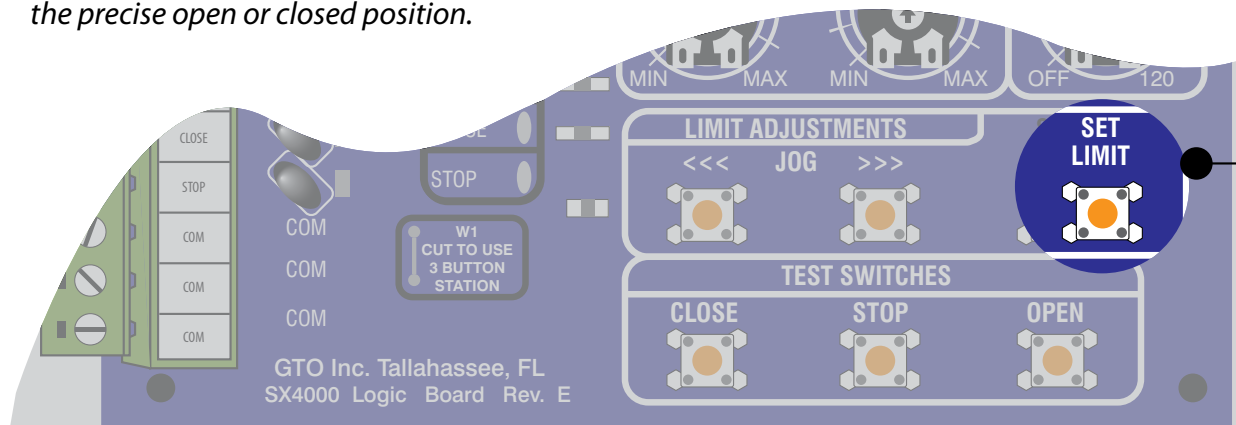 the precise open or closed position.
MIN MAX MIN MAX OFF 120
CLOSE
STOP
COM
COM
COM
STOP
COM
COM
COM
W1
CUT TO USE
3 BUTTON
STATION
LIMIT ADJUSTMENTS
<<< JOG >>>
SET
LIMIT
TEST SWITCHES
CLOSE STOP OPEN
GTO Inc. Tallahassee, FL
SX4000 Logic Board Rev. E